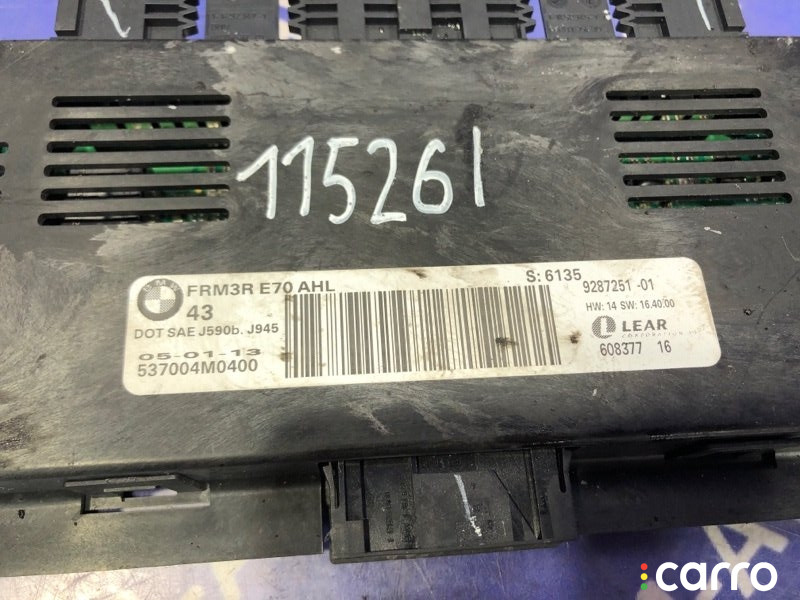 115261
FRM3R E70 AHL
S: 6135
43
9287251 -01
HW: 14 SW: 16.40.00
DOT SAE J590b. J945
LEAR
CORPORATION
05-01-13
608377 16
537004M0400
carro